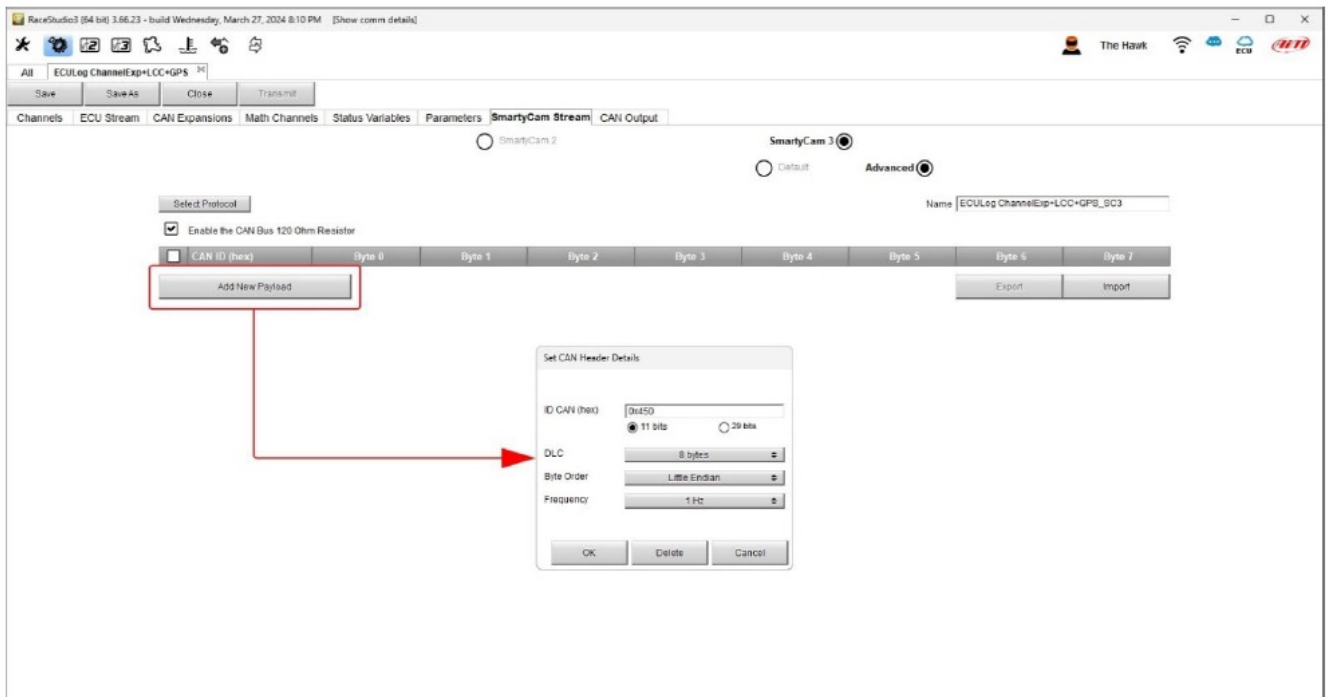 RaceStudio3 (64 bit) 3.66.23 - build Wednesday, March 27, 2024 8:10 PM [Show comm details]
The Hawk ECU AiM
All ECULog ChannelExp+LCC+GPS
Save Save As Close Transmit
Channels ECU Stream CAN Expansions Math Channels Status Variables Parameters SmartyCam Stream CAN Output
SmartyCam 2 SmartyCam 3
Default Advanced
Select Protocol Name ECULog ChannelExp+LCC+GPS_SC3
Enable the CAN Bus 120 Ohm Resistor
CAN ID (hex) Byte 0 Byte 1 Byte 2 Byte 3 Byte 4 Byte 5 Byte 6 Byte 7
Add New Payload Export Import
Set CAN Header Details
ID CAN (hex) 0x450
11 bits 29 bits
DLC 8 bytes
Byte Order Little Endian
Frequency 1 Hz
OK Delete Cancel